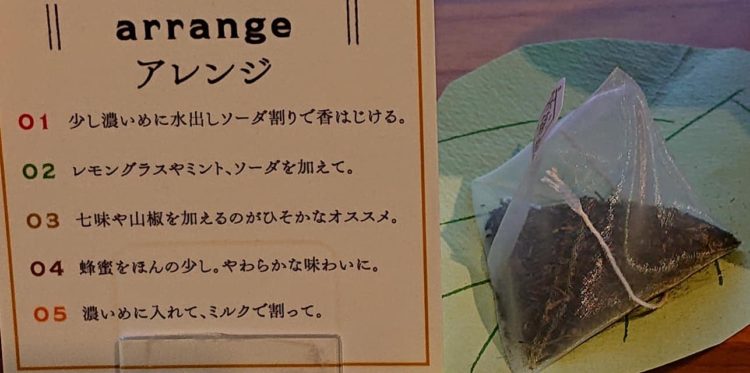 arrange
アレンジ
01 少し濃いめに水出しソーダ割りで香はじける。
02 レモングラスやミント、ソーダを加えて。
03 七味や山椒を加えるのがひそかなオススメ。
04 蜂蜜をほんの少し。やわらかな味わいに。
05 濃いめに入れて、ミルクで割って。